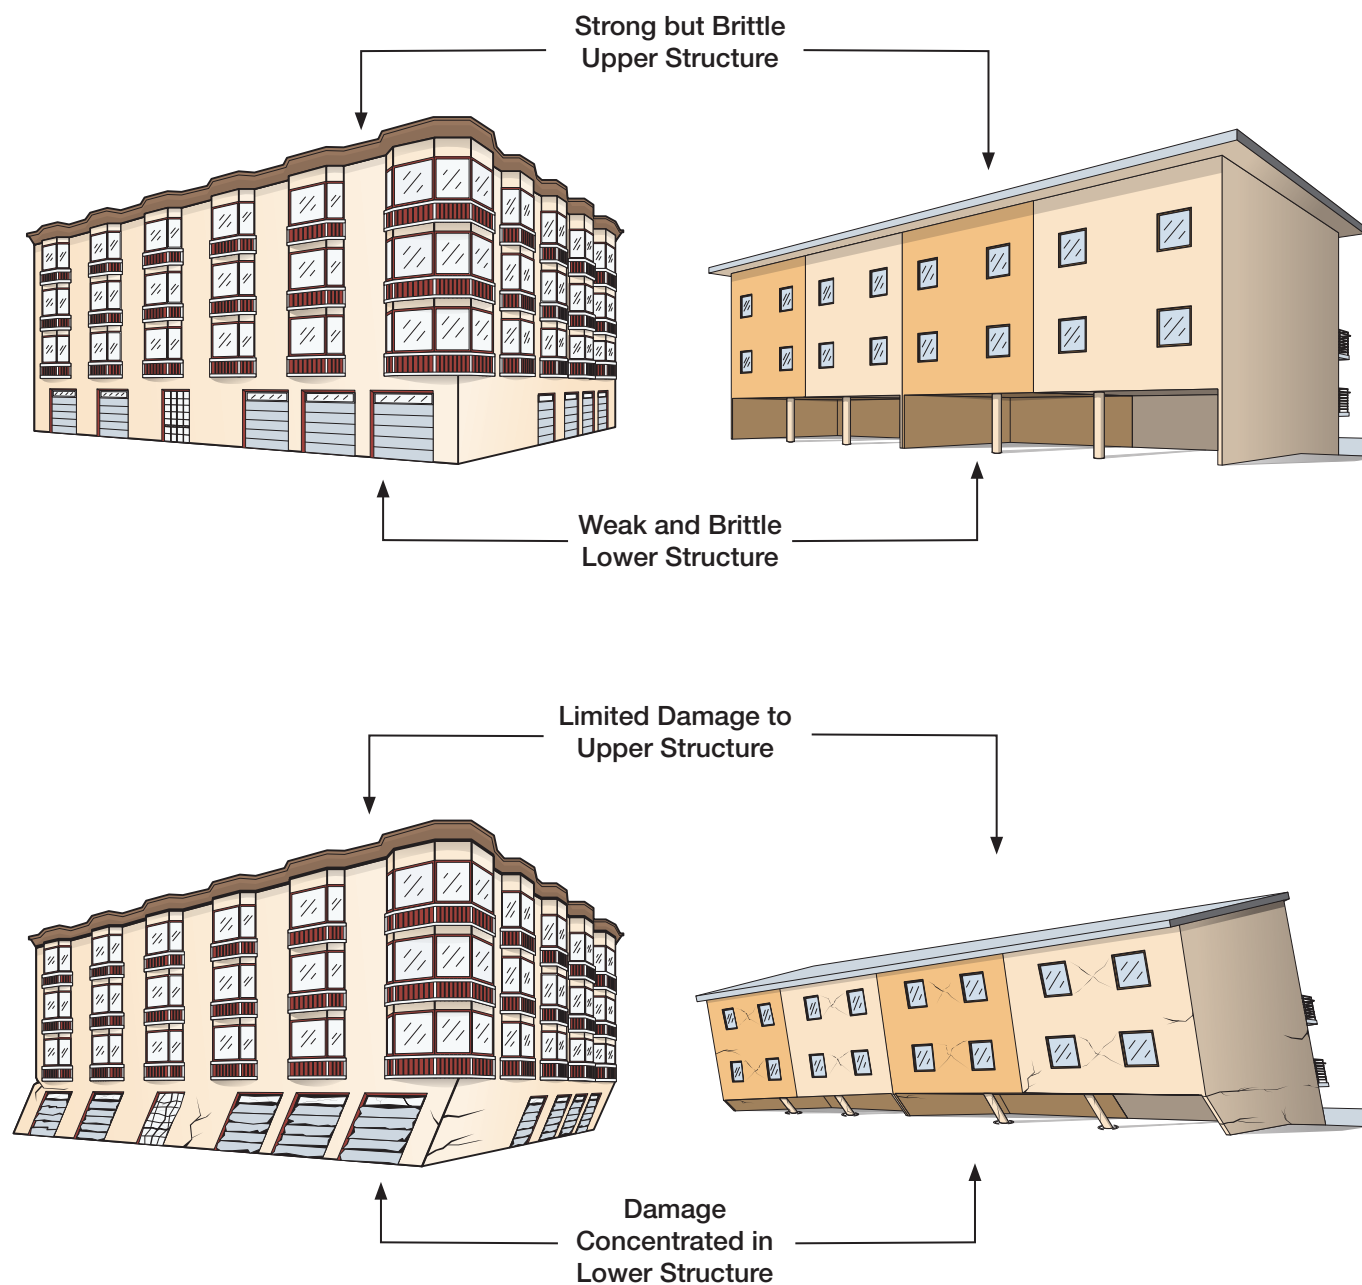 Strong but Brittle
Upper Structure
Weak and Brittle
Lower Structure
Limited Damage to
Upper Structure
Damage
Concentrated in
Lower Structure